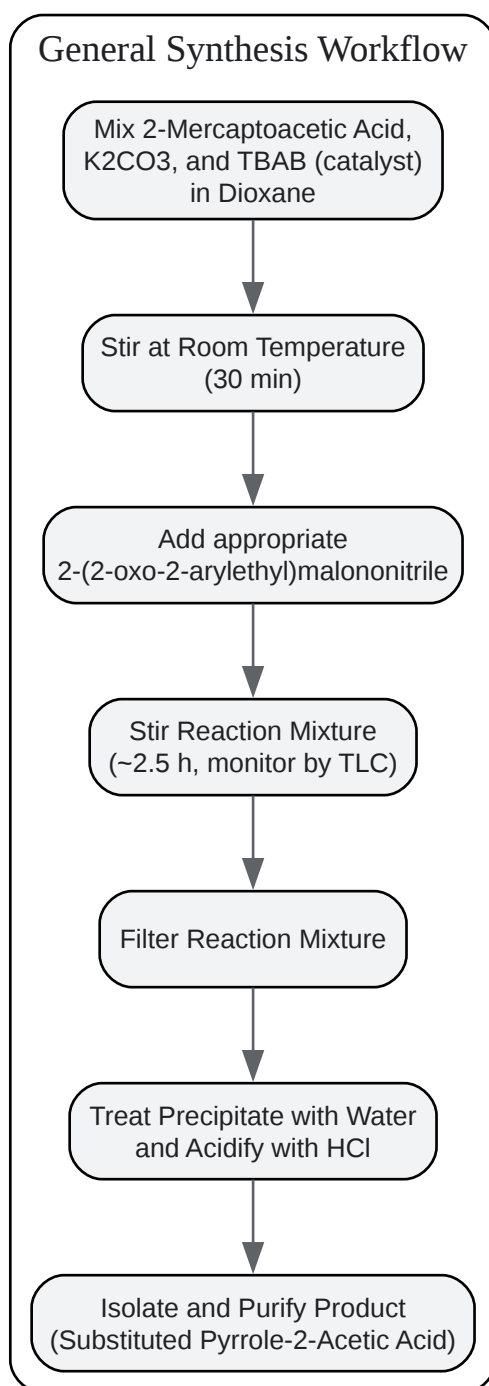 General Synthesis Workflow
Mix 2-Mercaptoacetic Acid,
K2CO3, and TBAB (catalyst)
in Dioxane
Stir at Room Temperature
(30 min)
Add appropriate
2-(2-oxo-2-arylethyl)malononitrile
Stir Reaction Mixture
(~2.5 h, monitor by TLC)
Filter Reaction Mixture
Treat Precipitate with Water
and Acidify with HCl
Isolate and Purify Product
(Substituted Pyrrole-2-Acetic Acid)